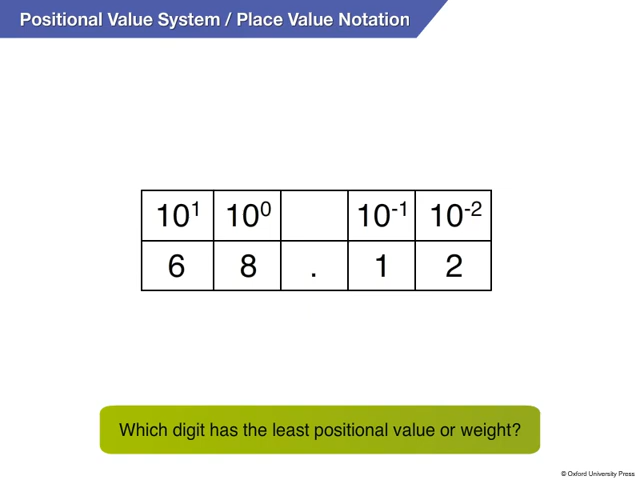 Positional Value System / Place Value Notation
10¹ 10⁰ 10⁻¹ 10⁻²
6 8 . 1 2
Which digit has the least positional value or weight?
© Oxford University Press